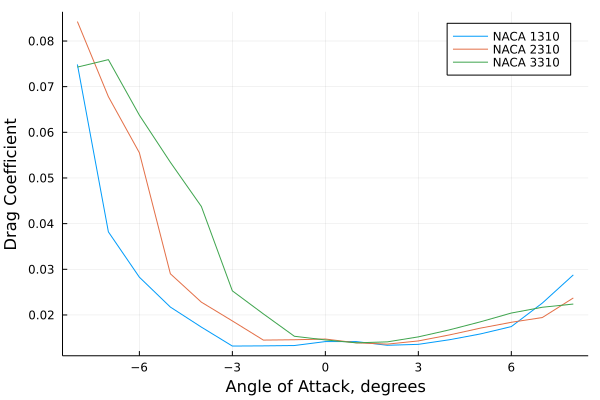 NACA 1310
NACA 2310
NACA 3310
0.08
0.07
0.06
0.05
0.04
0.03
0.02
Drag Coefficient
−6 −3 0 3 6
Angle of Attack, degrees